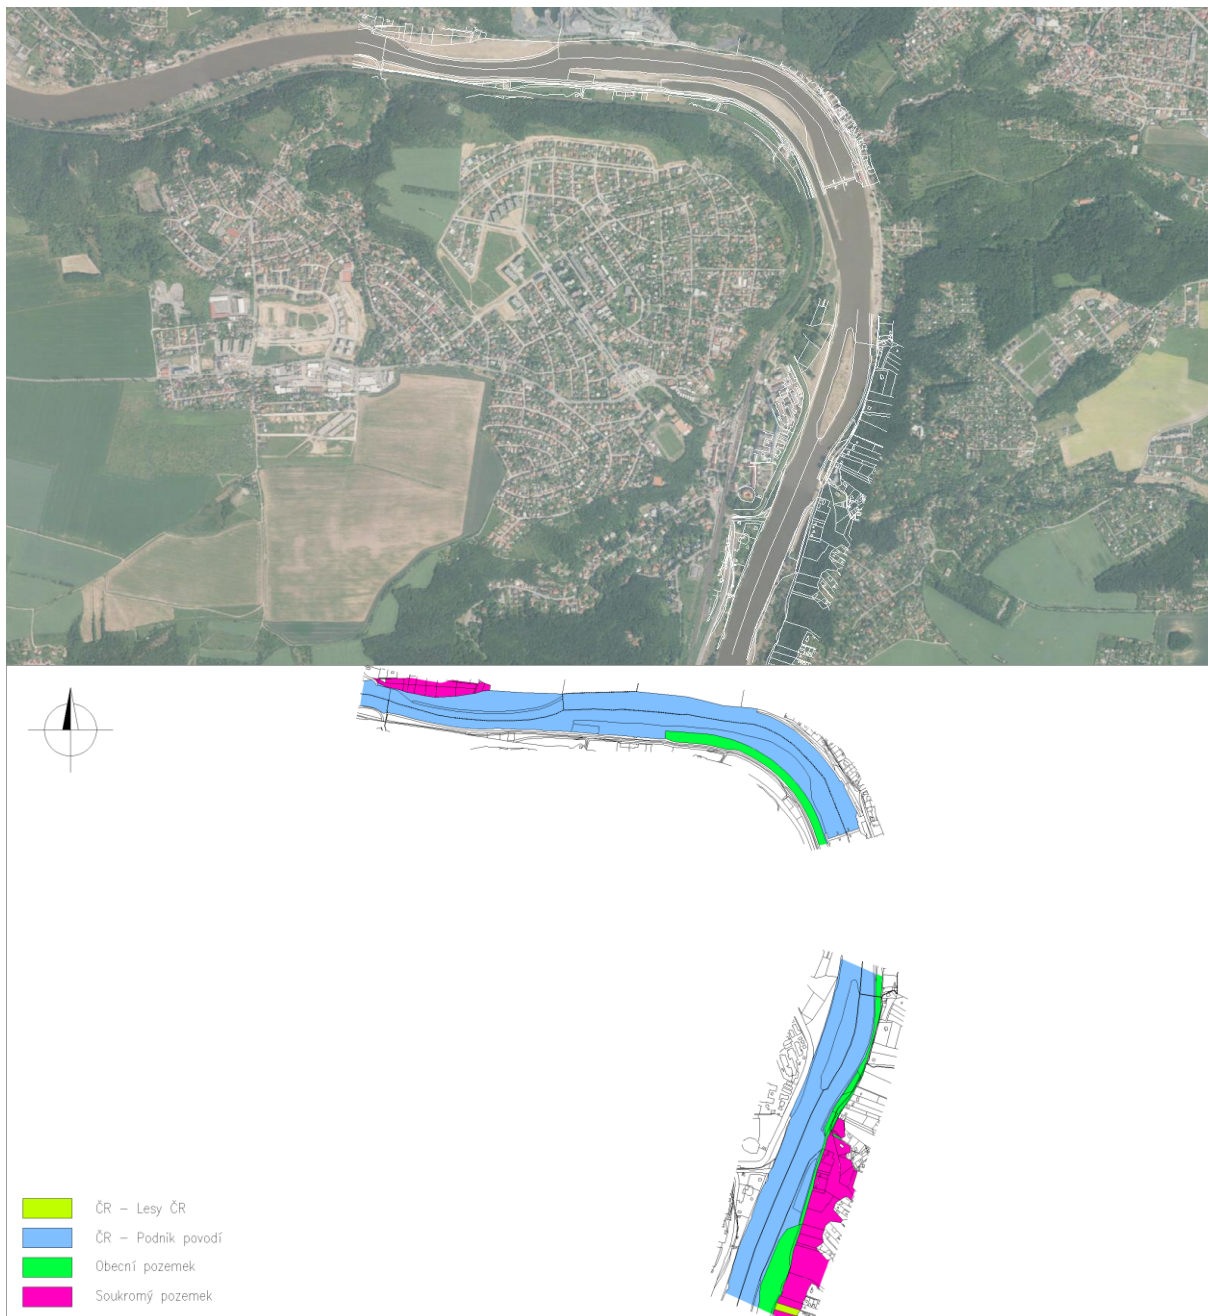 ČR – Lesy ČR
ČR – Podnik povodí
Obecní pozemek
Soukromý pozemek